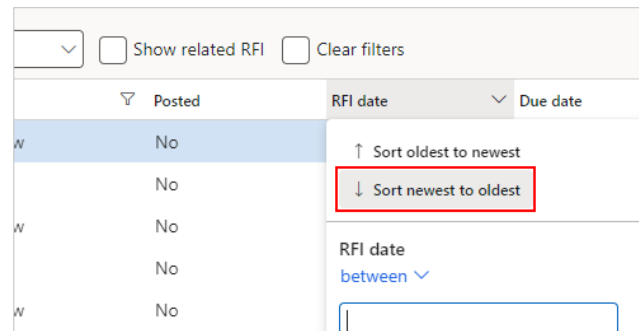 Show related RFI Clear filters
Posted RFI date Due date
w No
↑ Sort oldest to newest
No
↓ Sort newest to oldest
w No
RFI date
No
between
w No